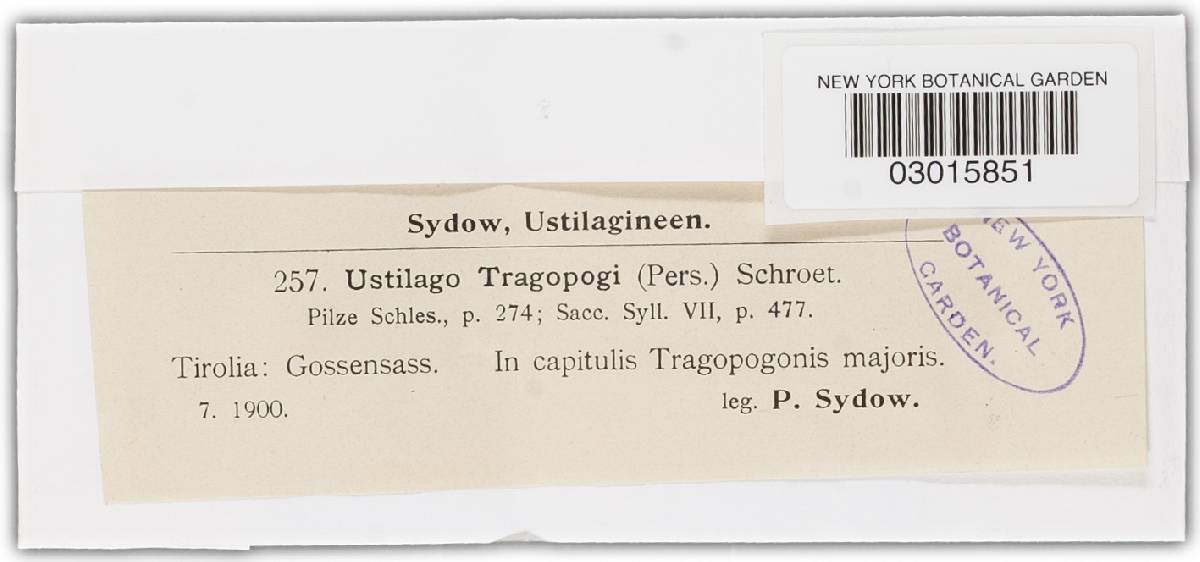 NEW YORK BOTANICAL GARDEN
03015851
Sydow, Ustilagineen.
257. Ustilago Tragopogi (Pers.) Schroet.
Pilze Schles., p. 274; Sacc. Syll. VII, p. 477.
Tirolia: Gossensass. In capitulis Tragopogonis majoris.
7. 1900. leg. P. Sydow.
NEW YORK
BOTANICAL
GARDEN.